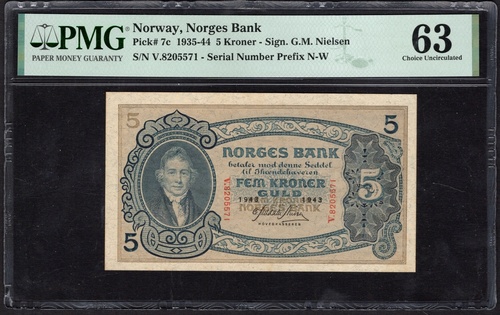 PMG
PAPER MONEY GUARANTY
Norway, Norges Bank
Pick# 7c 1935-44 5 Kroner - Sign. G.M. Nielsen
S/N V.8205571 - Serial Number Prefix N-W
63
Choice Uncirculated
5
5
NORGES BANK
betaler mod denne Seddel
til Ihændehaveren
FEM KRONER
GULD
1943
NORGES BANK
HOVEDKASSERER
V.8205571
V.8205571
5
5